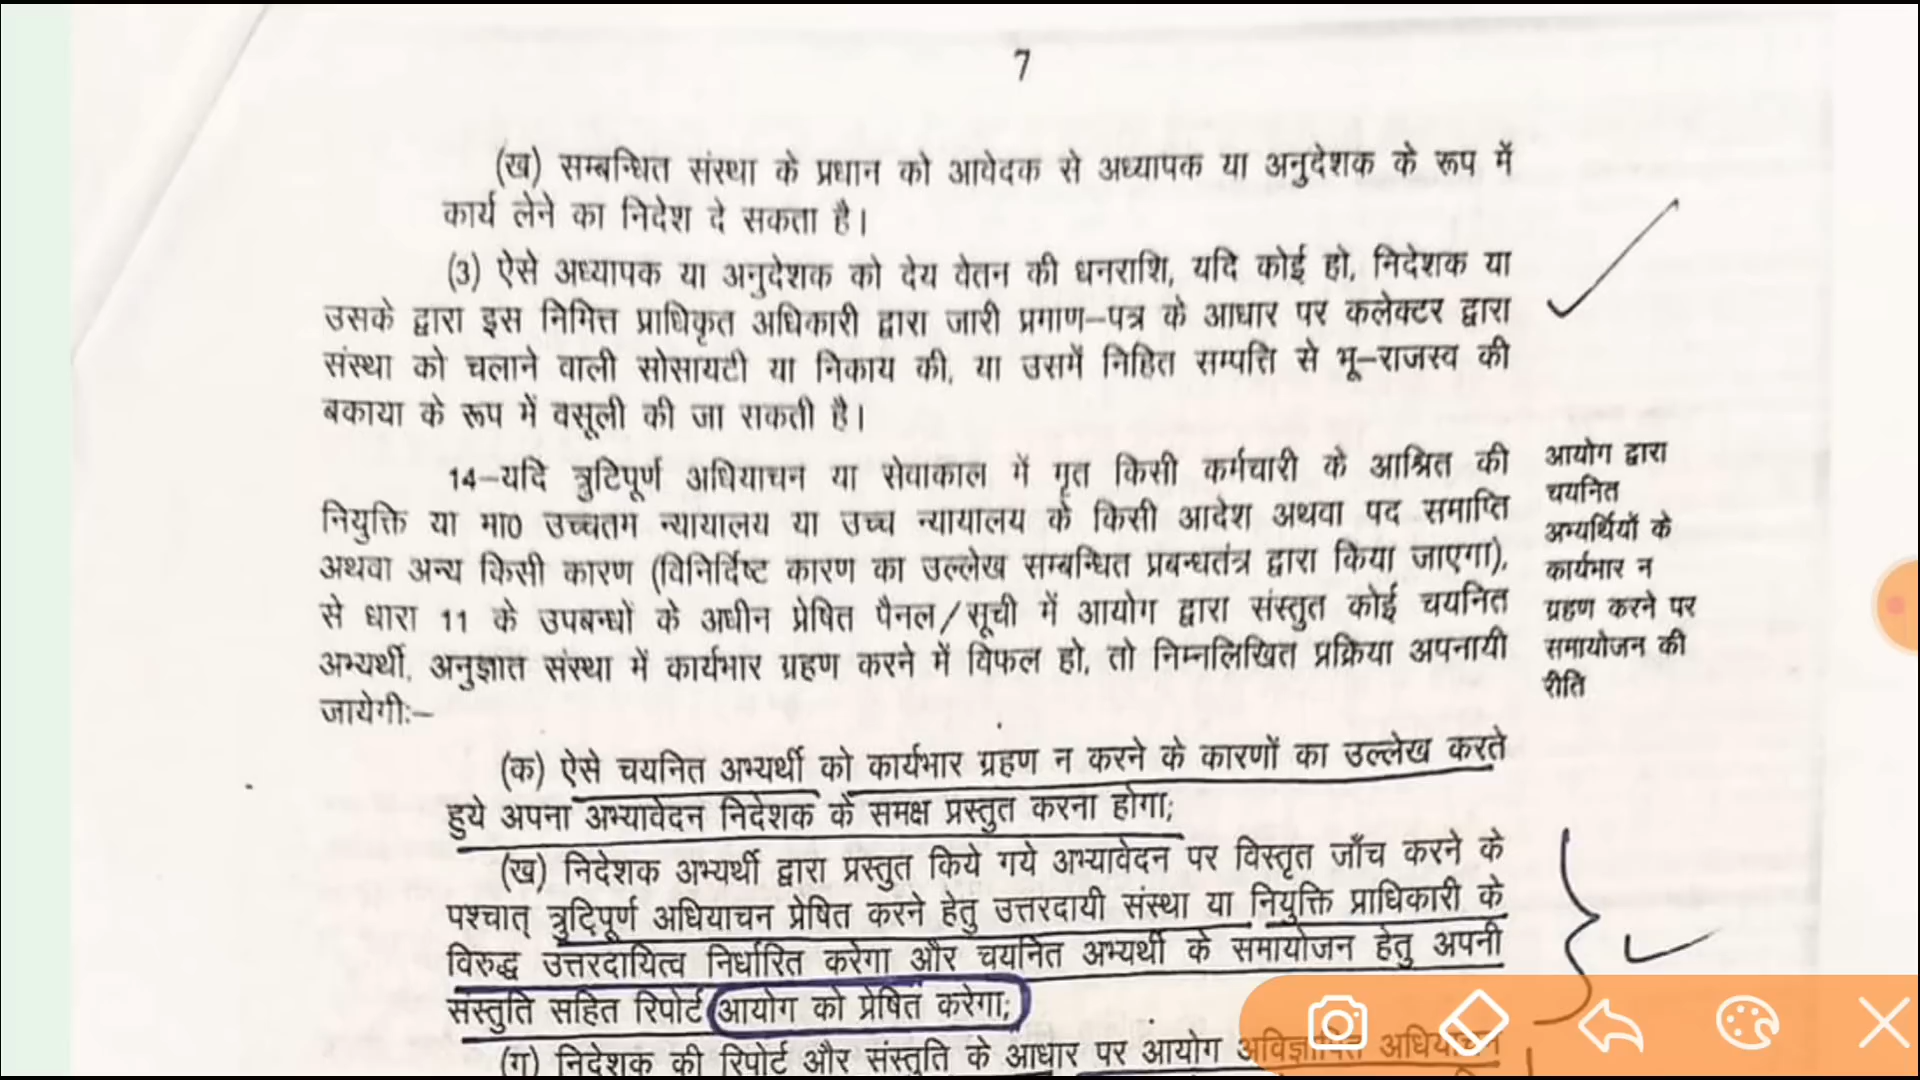 7
(ख) सम्बन्धित संस्था के प्रधान को आवेदक से अध्यापक या अनुदेशक के रूप में
कार्य लेने का निदेश दे सकता है।
(3) ऐसे अध्यापक या अनुदेशक को देय वेतन की धनराशि, यदि कोई हो, निदेशक या
उसके द्वारा इस निमित्त प्राधिकृत अधिकारी द्वारा जारी प्रमाण–पत्र के आधार पर कलेक्टर द्वारा
संस्था को चलाने वाली सोसायटी या निकाय की, या उसमें निहित सम्पत्ति से भू–राजस्व की
बकाया के रूप में वसूली की जा सकती है।
14–यदि त्रुटिपूर्ण अधियाचन या सेवाकाल में मृत किसी कर्मचारी के आश्रित की
नियुक्ति या मा0 उच्चतम न्यायालय या उच्च न्यायालय के किसी आदेश अथवा पद समाप्ति
अथवा अन्य किसी कारण (विनिर्दिष्ट कारण का उल्लेख सम्बन्धित प्रबन्धतंत्र द्वारा किया जाएगा),
से धारा 11 के उपबन्धों के अधीन प्रेषित पैनल/सूची में आयोग द्वारा संस्तुत कोई चयनित
अभ्यर्थी, अनुज्ञात संस्था में कार्यभार ग्रहण करने में विफल हो, तो निम्नलिखित प्रक्रिया अपनायी
जायेगी:–
आयोग द्वारा
चयनित
अभ्यर्थियों के
कार्यभार न
ग्रहण करने पर
समायोजन की
रीति
(क) ऐसे चयनित अभ्यर्थी को कार्यभार ग्रहण न करने के कारणों का उल्लेख करते
हुये अपना अभ्यावेदन निदेशक के समक्ष प्रस्तुत करना होगा;
(ख) निदेशक अभ्यर्थी द्वारा प्रस्तुत किये गये अभ्यावेदन पर विस्तृत जाँच करने के
पश्चात् त्रुटिपूर्ण अधियाचन प्रेषित करने हेतु उत्तरदायी संस्था या नियुक्ति प्राधिकारी के
विरुद्ध उत्तरदायित्व निर्धारित करेगा और चयनित अभ्यर्थी के समायोजन हेतु अपनी
संस्तुति सहित रिपोर्ट आयोग को प्रेषित करेगा;
(ग) निदेशक की रिपोर्ट और संस्तुति के आधार पर आयोग अविज्ञापित अधियाचन